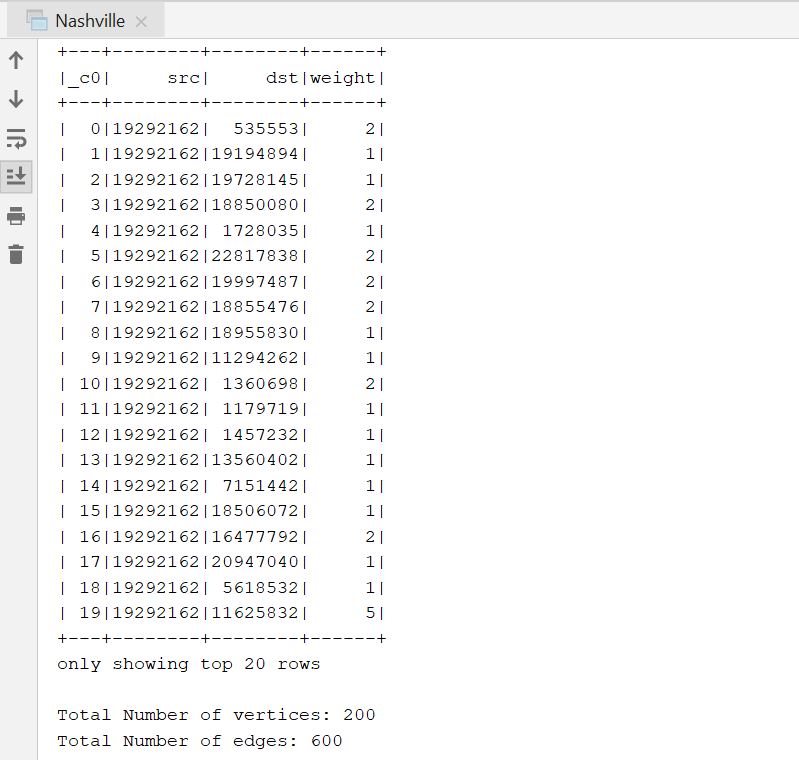 Nashville
+---+--------+--------+------+
|_c0|     src|     dst|weight|
+---+--------+--------+------+
|  0|19292162|  535553|     2|
|  1|19292162|19194894|     1|
|  2|19292162|19728145|     1|
|  3|19292162|18850080|     2|
|  4|19292162| 1728035|     1|
|  5|19292162|22817838|     2|
|  6|19292162|19997487|     2|
|  7|19292162|18855476|     2|
|  8|19292162|18955830|     1|
|  9|19292162|11294262|     1|
| 10|19292162| 1360698|     2|
| 11|19292162| 1179719|     1|
| 12|19292162| 1457232|     1|
| 13|19292162|13560402|     1|
| 14|19292162| 7151442|     1|
| 15|19292162|18506072|     1|
| 16|19292162|16477792|     2|
| 17|19292162|20947040|     1|
| 18|19292162| 5618532|     1|
| 19|19292162|11625832|     5|
+---+--------+--------+------+
only showing top 20 rows
Total Number of vertices: 200
Total Number of edges: 600